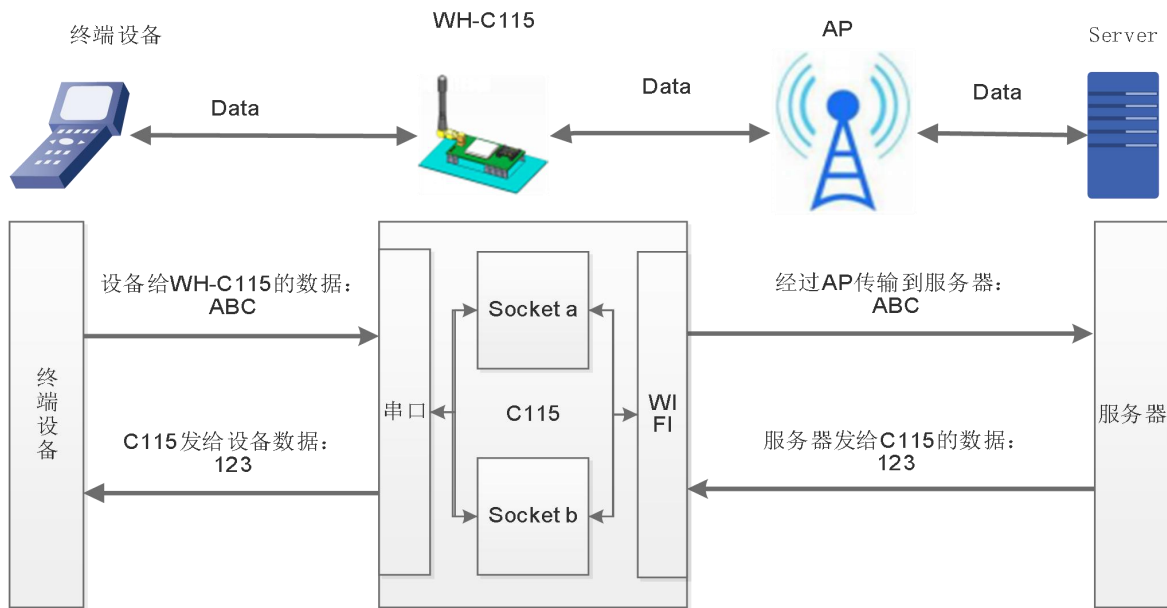 终端设备
WH-C115
AP
Server
Data
Data
Data
设备给WH-C115的数据：
ABC
经过AP传输到服务器：
ABC
Socket a
终端设备
串口
C115
WI
FI
服务器
C115发给设备数据：
123
服务器发给C115的数据：
123
Socket b